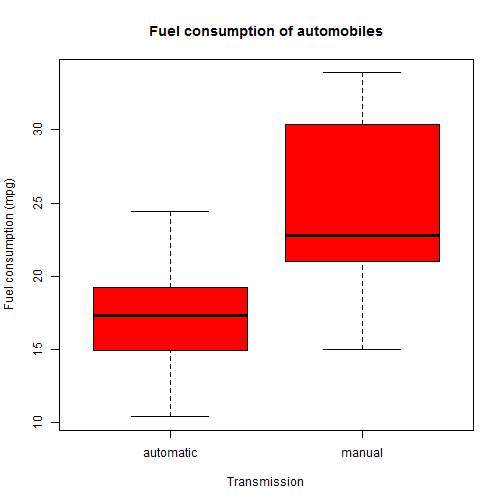 Fuel consumption of automobiles
Fuel consumption (mpg)
30
25
20
15
10
automatic manual
Transmission